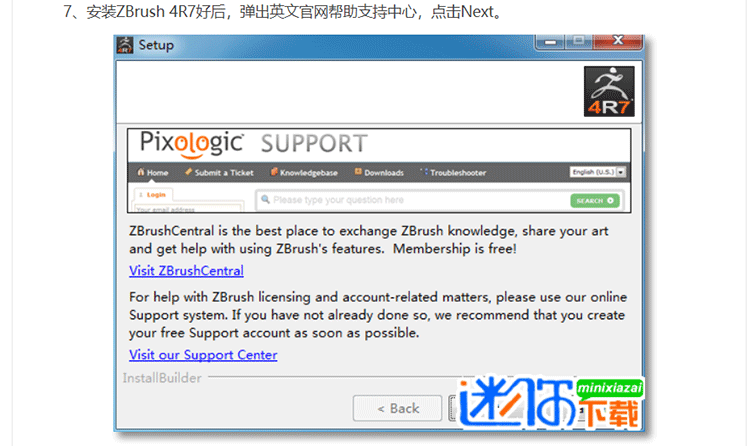 7、安装ZBrush 4R7好后，弹出英文官网帮助支持中心，点击Next。
Setup
4R7
Pixologic SUPPORT
Home Submit a Ticket Knowledgebase Downloads Troubleshooter English (U.S.)
Login
Your email address
Please type your question here
SEARCH
ZBrushCentral is the best place to exchange ZBrush knowledge, share your art
and get help with using ZBrush's features. Membership is free!
Visit ZBrushCentral
For help with ZBrush licensing and account-related matters, please use our online
Support system. If you have not already done so, we recommend that you create
your free Support account as soon as possible.
Visit our Support Center
InstallBuilder
< Back
迷你下载
minixiazai